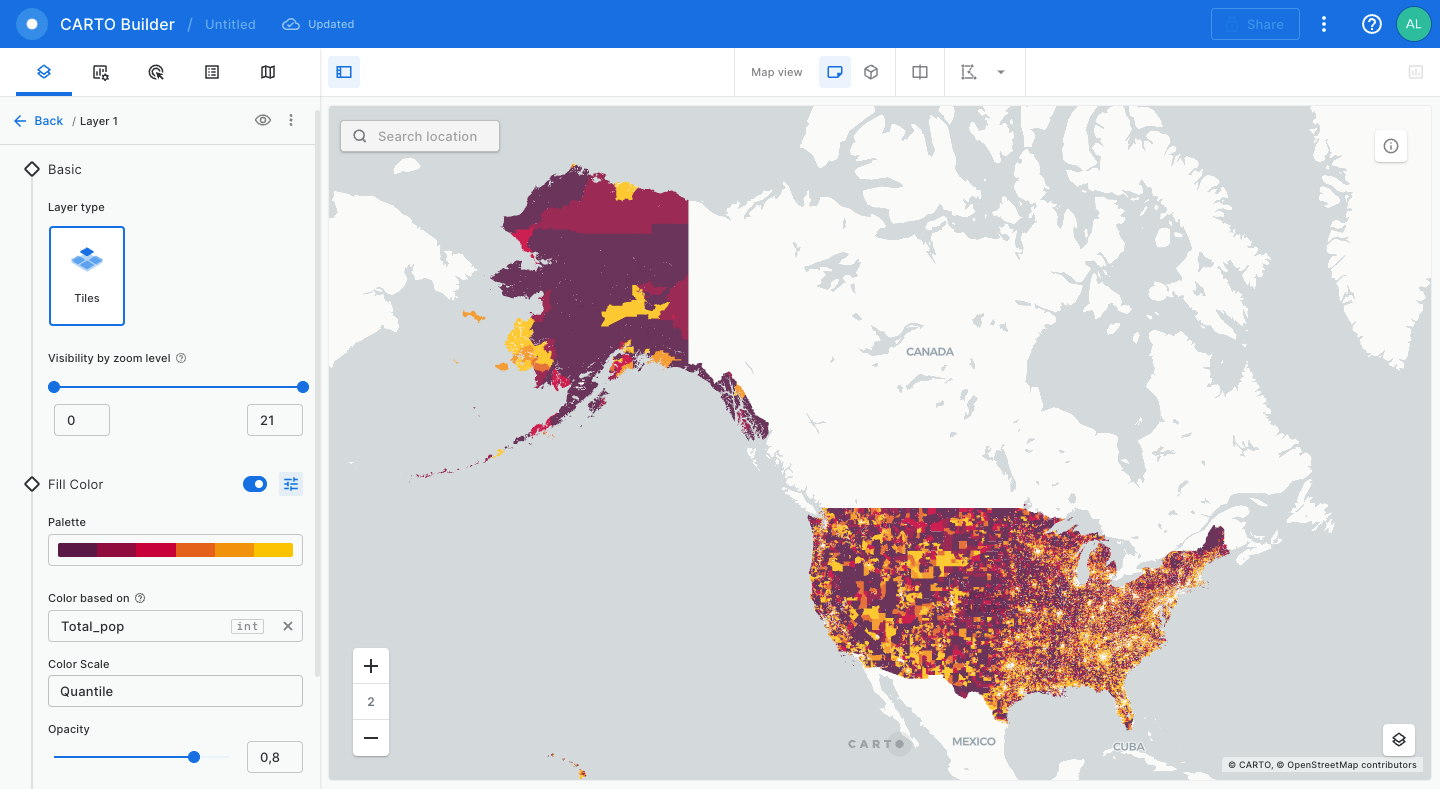 CARTO Builder / Untitled Updated Share AL
Map view
Back / Layer 1
Search location
Basic
Layer type
Tiles
Visibility by zoom level
0 21
Fill Color
Palette
Color based on
Total_pop int
Color Scale
Quantile
Opacity
0,8
CANADA
2
CARTO
MEXICO
CUBA
© CARTO, © OpenStreetMap contributors